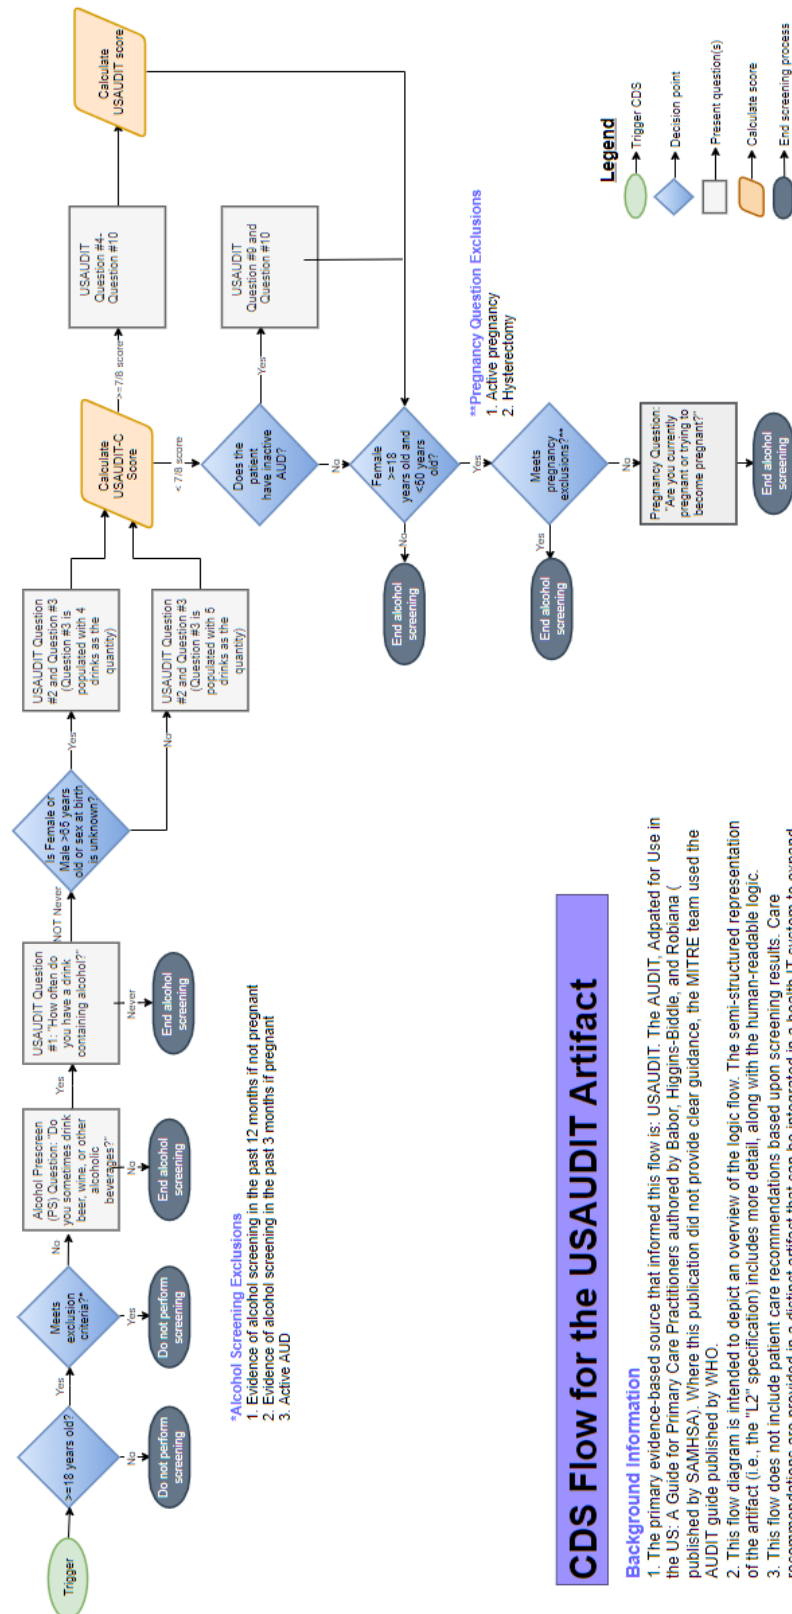 Trigger
>=18 years old?
No
Do not perform
screening
Yes
Meets
exclusion
criteria?*
Yes
Do not perform
screening
No
Alcohol Prescreen
(PS) Question: "Do
you sometimes drink
beer, wine, or other
alcoholic
beverages?"
No
End alcohol
screening
Yes
USAUDIT Question
#1: "How often do
you have a drink
containing alcohol?"
Never
End alcohol
screening
NOT Never
Is Female or
Male >65 years
old or sex at birth
is unknown?
Yes
USAUDIT Question
#2 and Question #3
(Question #3 is
populated with 4
drinks as the
quantity)
No
USAUDIT Question
#2 and Question #3
(Question #3 is
populated with 5
drinks as the
quantity)
Calculate
USAUDIT-C
Score
>=7/8 score
USAUDIT
Question #4-
Question #10
Calculate
USAUDIT score
< 7/8 score
Does the
patient
have inactive
AUD?
Yes
USAUDIT
Question #9 and
Question #10
No
Female
>=18
years old and
<50 years
old?
No
End alcohol
screening
Yes
Meets
pregnancy
exclusions?**
Yes
End alcohol
screening
No
Pregnancy Question:
"Are you currently
pregnant or trying to
become pregnant?"
End alcohol
screening
*Alcohol Screening Exclusions
1. Evidence of alcohol screening in the past 12 months if not pregnant
2. Evidence of alcohol screening in the past 3 months if pregnant
3. Active AUD
**Pregnancy Question Exclusions
1. Active pregnancy
2. Hysterectomy
Legend
Trigger CDS
Decision point
Present question(s)
Calculate score
End screening process
CDS Flow for the USAUDIT Artifact
Background Information
1. The primary evidence-based source that informed this flow is: USAUDIT. The AUDIT, Adpated for Use in
the US: A Guide for Primary Care Practitioners authored by Babor, Higgins-Biddle, and Robiana (
published by SAMHSA). Where this publication did not provide clear guidance, the MITRE team used the
AUDIT guide published by WHO.
2. This flow diagram is intended to depict an overview of the logic flow. The semi-structured representation
of the artifact (i.e., the "L2" specification) includes more detail, along with the human-readable logic.
3. This flow does not include patient care recommendations based upon screening results. Care
recommendations are provided in a distinct artifact that can be integrated in a health IT system to expand